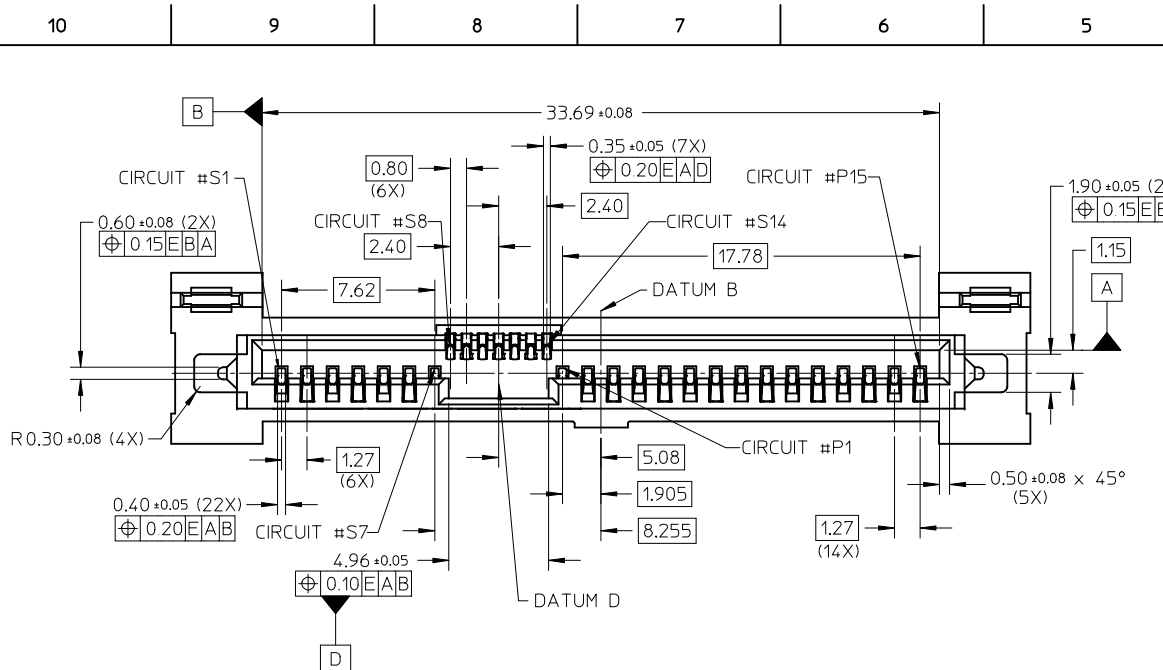 10 9 8 7 6 5
B
33.69 ±0.08
0.35 ±0.05 (7X)
⌖ 0.20 E A D
0.80
(6X)
CIRCUIT #S1
CIRCUIT #P15
1.90 ±0.05 (2
⌖ 0.15 E
0.60 ±0.08 (2X)
⌖ 0.15 E B A
CIRCUIT #S8
2.40
2.40
CIRCUIT #S14
17.78
1.15
7.62
DATUM B
A
R 0.30 ±0.08 (4X)
1.27
(6X)
5.08
CIRCUIT #P1
1.905
0.50 ±0.08 x 45°
(5X)
0.40 ±0.05 (22X)
⌖ 0.20 E A B
CIRCUIT #S7
8.255
1.27
(14X)
4.96 ±0.05
⌖ 0.10 E A B
DATUM D
D